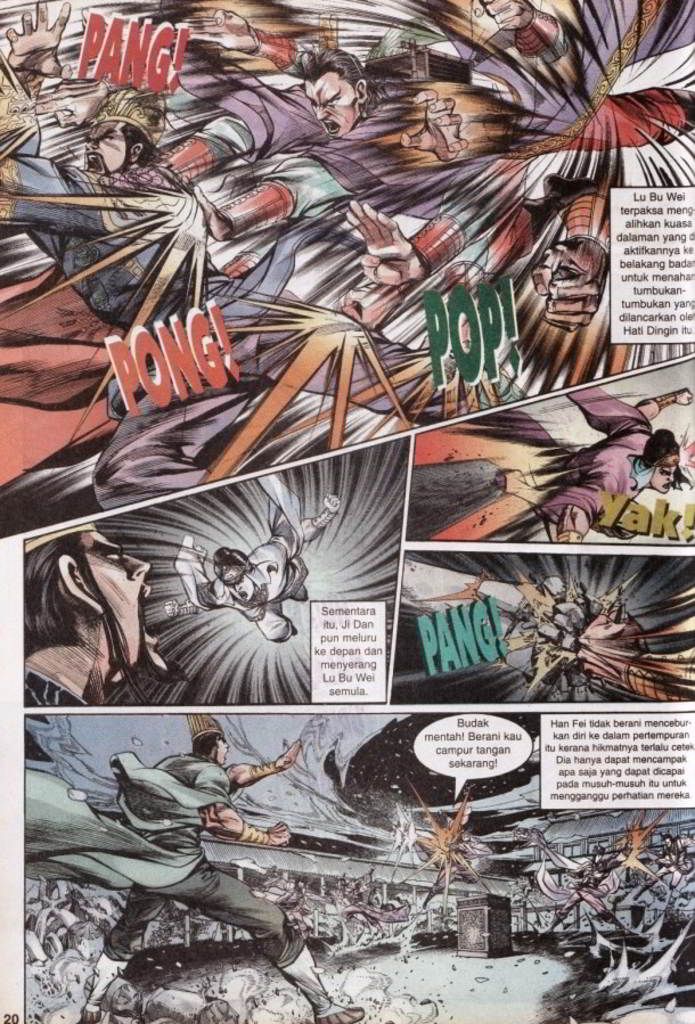 PANG!
Lu Bu Wei
terpaksa meng-
alihkan kuasa
dalaman yang d
aktifkannya ke
belakang bada
untuk menahan
tumbukan-
tumbukan yang
dilancarkan oleh
Hati Dingin itu.
PONG!
POP!
Yak!
Sementara
itu, Ji Dan
pun meluru
ke depan dan
menyerang
Lu Bu Wei
semula.
PANG!
Budak
mentah! Berani kau
campur tangan
sekarang!
Han Fei tidak berani mencebur-
kan diri ke dalam pertempuran
itu kerana hikmatnya terlalu cetek.
Dia hanya dapat mencampak
apa saja yang dapat dicapai
pada musuh-musuh itu untuk
mengganggu perhatian mereka.
20